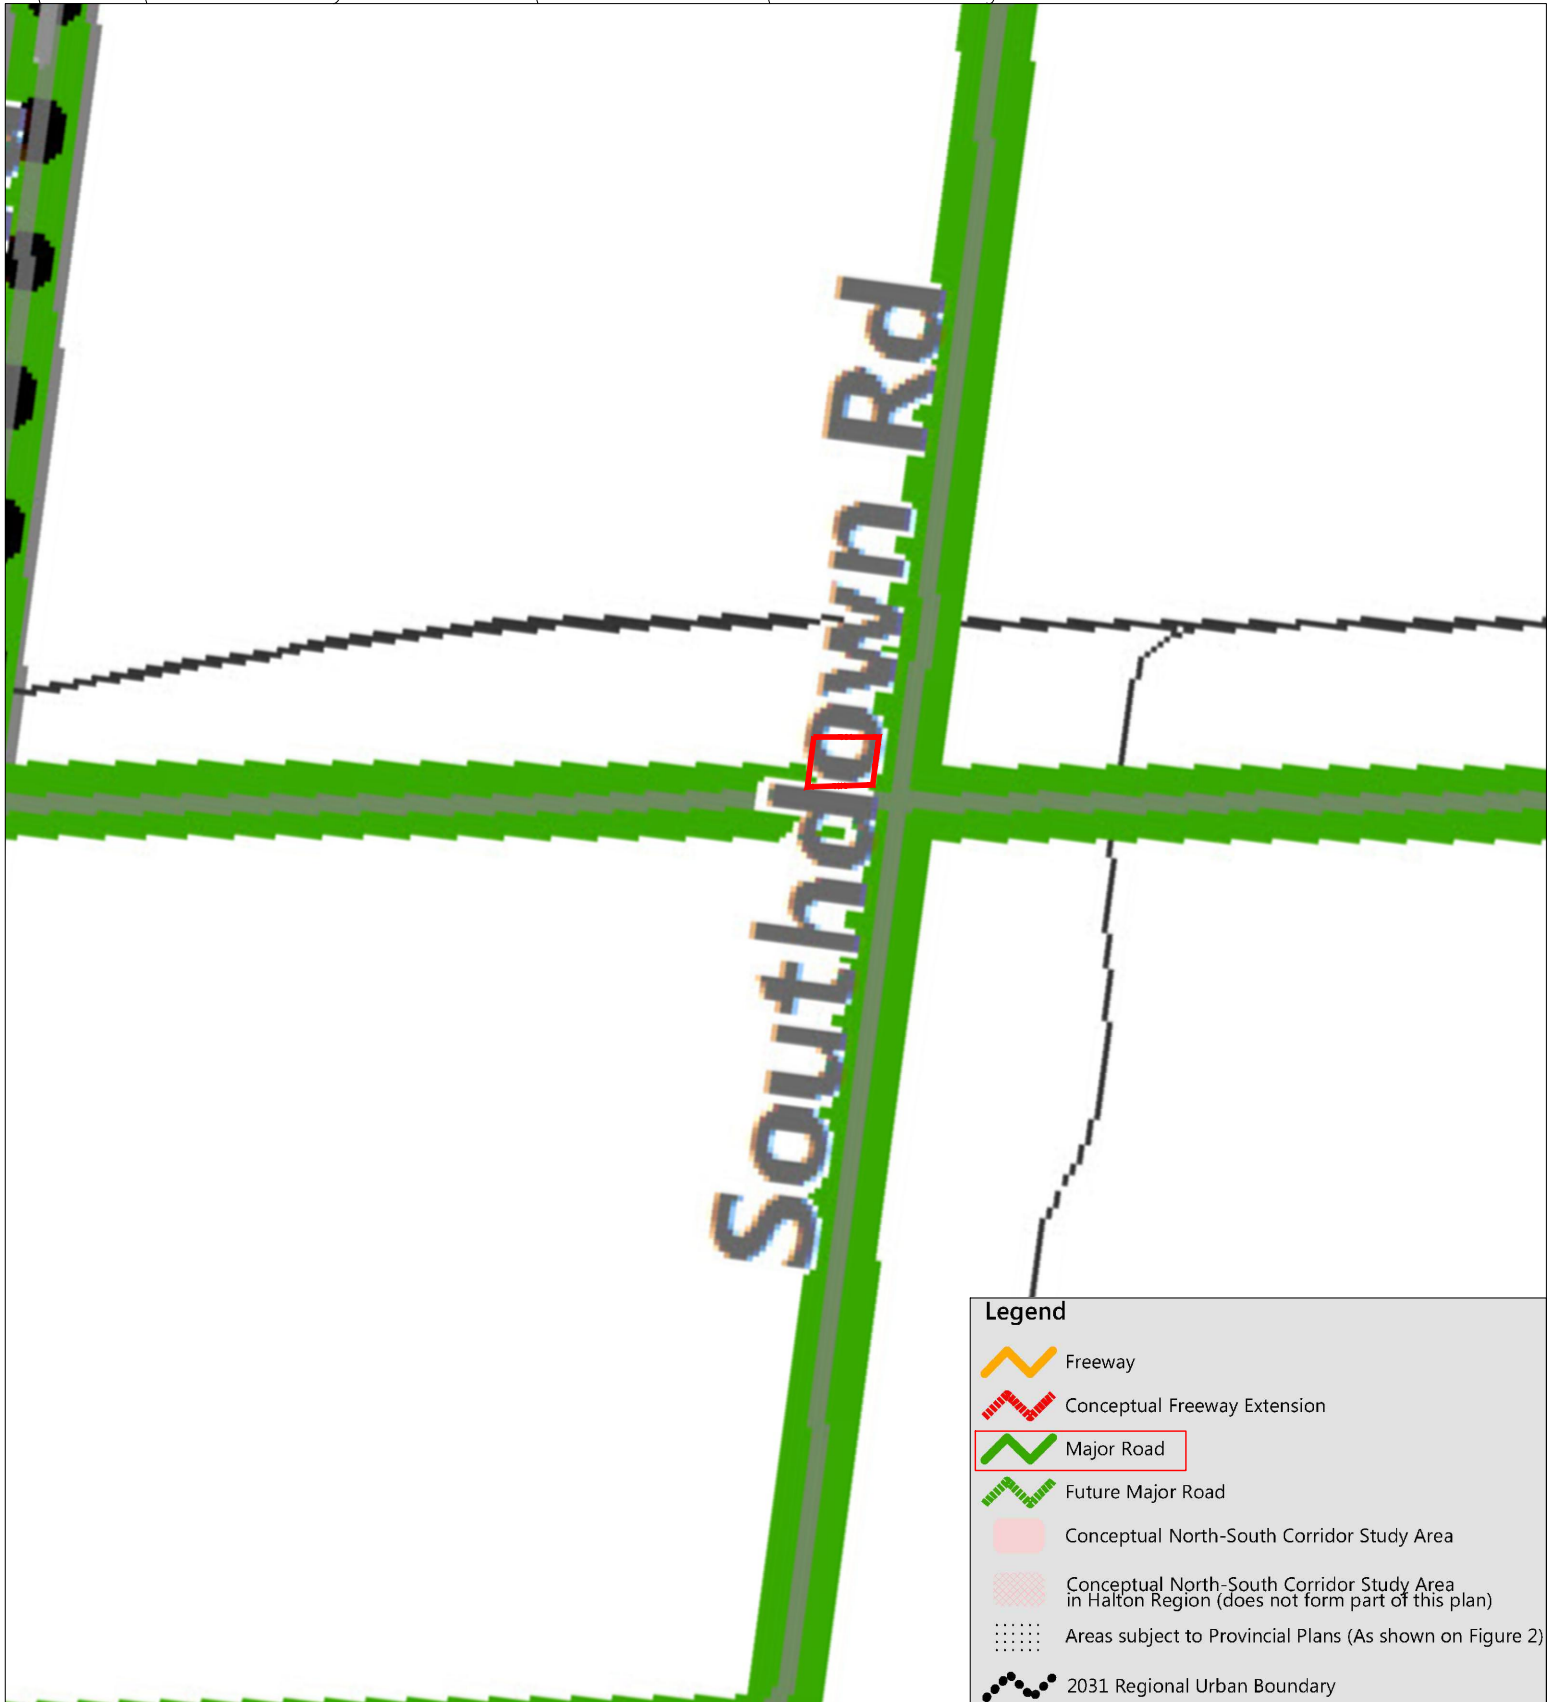 Southdown Rd
Legend
Freeway
Conceptual Freeway Extension
Major Road
Future Major Road
Conceptual North-South Corridor Study Area
Conceptual North-South Corridor Study Area
in Halton Region (does not form part of this plan)
Areas subject to Provincial Plans (As shown on Figure 2)
2031 Regional Urban Boundary